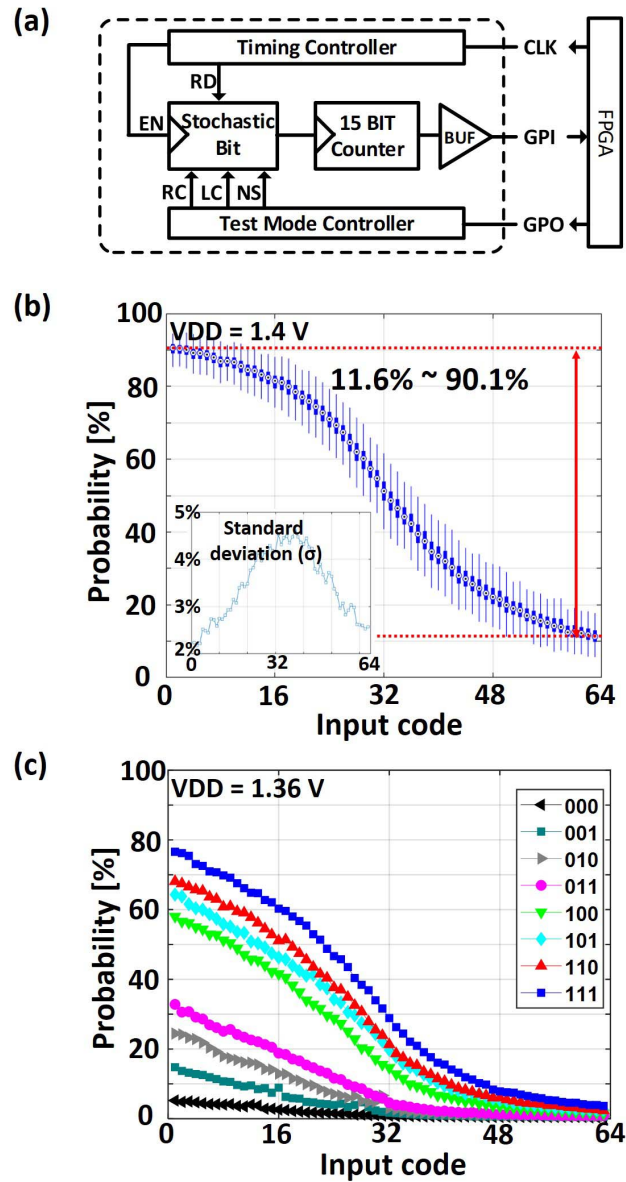 (a)
Timing Controller
CLK
RD
EN
Stochastic
Bit
15 BIT
Counter
BUF
GPI
FPGA
RC LC NS
Test Mode Controller
GPO
(b)
100
VDD = 1.4 V
11.6% ~ 90.1%
80
60
40
20
0
Probability [%]
5%
Standard
deviation (σ)
4%
3%
2%
0 32 64
0 16 32 48 64
Input code
(c)
100
VDD = 1.36 V
80
60
40
20
0
Probability [%]
000
001
010
011
100
101
110
111
0 16 32 48 64
Input code